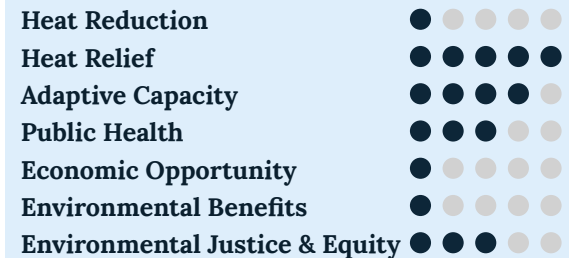 Heat Reduction
Heat Relief
Adaptive Capacity
Public Health
Economic Opportunity
Environmental Benefits
Environmental Justice & Equity